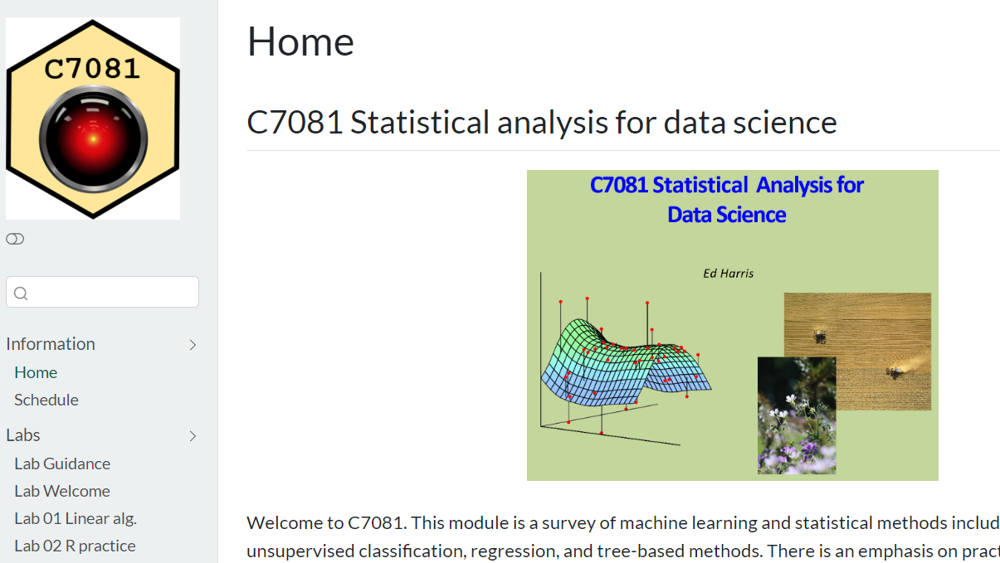 C7081
Information
Home
Schedule
Labs
Lab Guidance
Lab Welcome
Lab 01 Linear alg.
Lab 02 R practice
Home
C7081 Statistical analysis for data science
C7081 Statistical Analysis for
Data Science
Ed Harris
Welcome to C7081. This module is a survey of machine learning and statistical methods includ
unsupervised classification, regression, and tree-based methods. There is an emphasis on pract